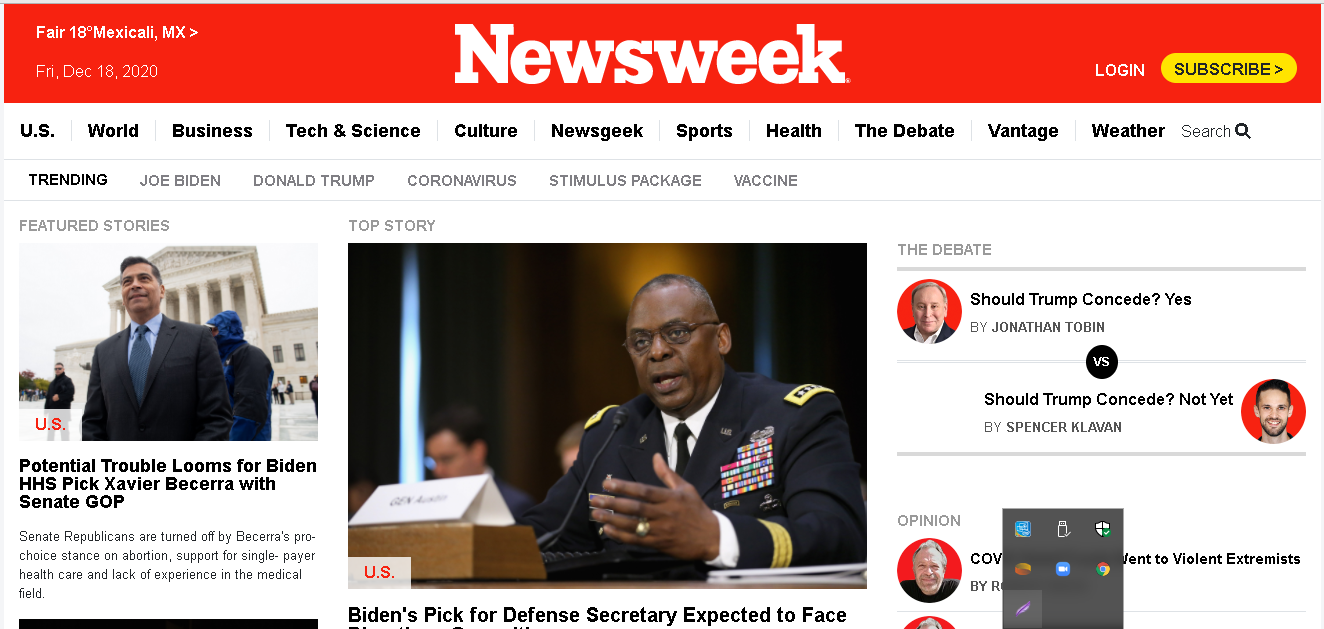 Fair 18°Mexicali, MX >
Fri, Dec 18, 2020
Newsweek
LOGIN
SUBSCRIBE >
U.S.
World
Business
Tech & Science
Culture
Newsgeek
Sports
Health
The Debate
Vantage
Weather
Search
TRENDING
JOE BIDEN
DONALD TRUMP
CORONAVIRUS
STIMULUS PACKAGE
VACCINE
FEATURED STORIES
U.S.
Potential Trouble Looms for Biden
HHS Pick Xavier Becerra with
Senate GOP
Senate Republicans are turned off by Becerra's pro-
choice stance on abortion, support for single- payer
health care and lack of experience in the medical
field.
TOP STORY
GEN Austin
U.S.
Biden's Pick for Defense Secretary Expected to Face
THE DEBATE
Should Trump Concede? Yes
BY JONATHAN TOBIN
VS
Should Trump Concede? Not Yet
BY SPENCER KLAVAN
OPINION
to Violent Extremists
BY